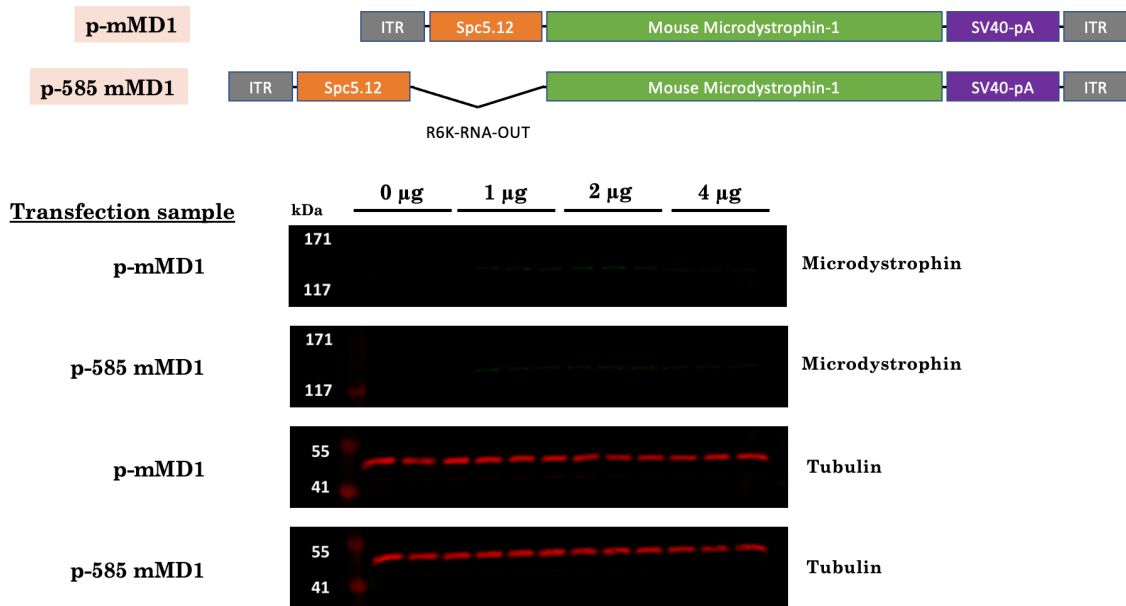 p-mMD1 ITR Spc5.12 Mouse Microdystrophin-1 SV40-pA ITR
p-585 mMD1 ITR Spc5.12 Mouse Microdystrophin-1 SV40-pA ITR
R6K-RNA-OUT
0 µg 1 µg 2 µg 4 µg
Transfection sample kDa
171
p-mMD1 Microdystrophin
117
171
p-585 mMD1 Microdystrophin
117
55
p-mMD1 Tubulin
41
55
p-585 mMD1 Tubulin
41